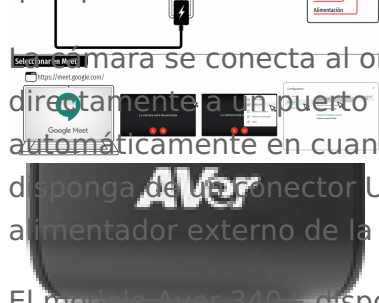 Alimentación
La cámara se conecta al o
Seleccionar en Meet
https://meet.google.com/
directamente a un puerto
Google Meet
automáticamente en cuan
disponga de un conector U
AVer
alimentador externo de la
El modelo Aver 340+ dispo